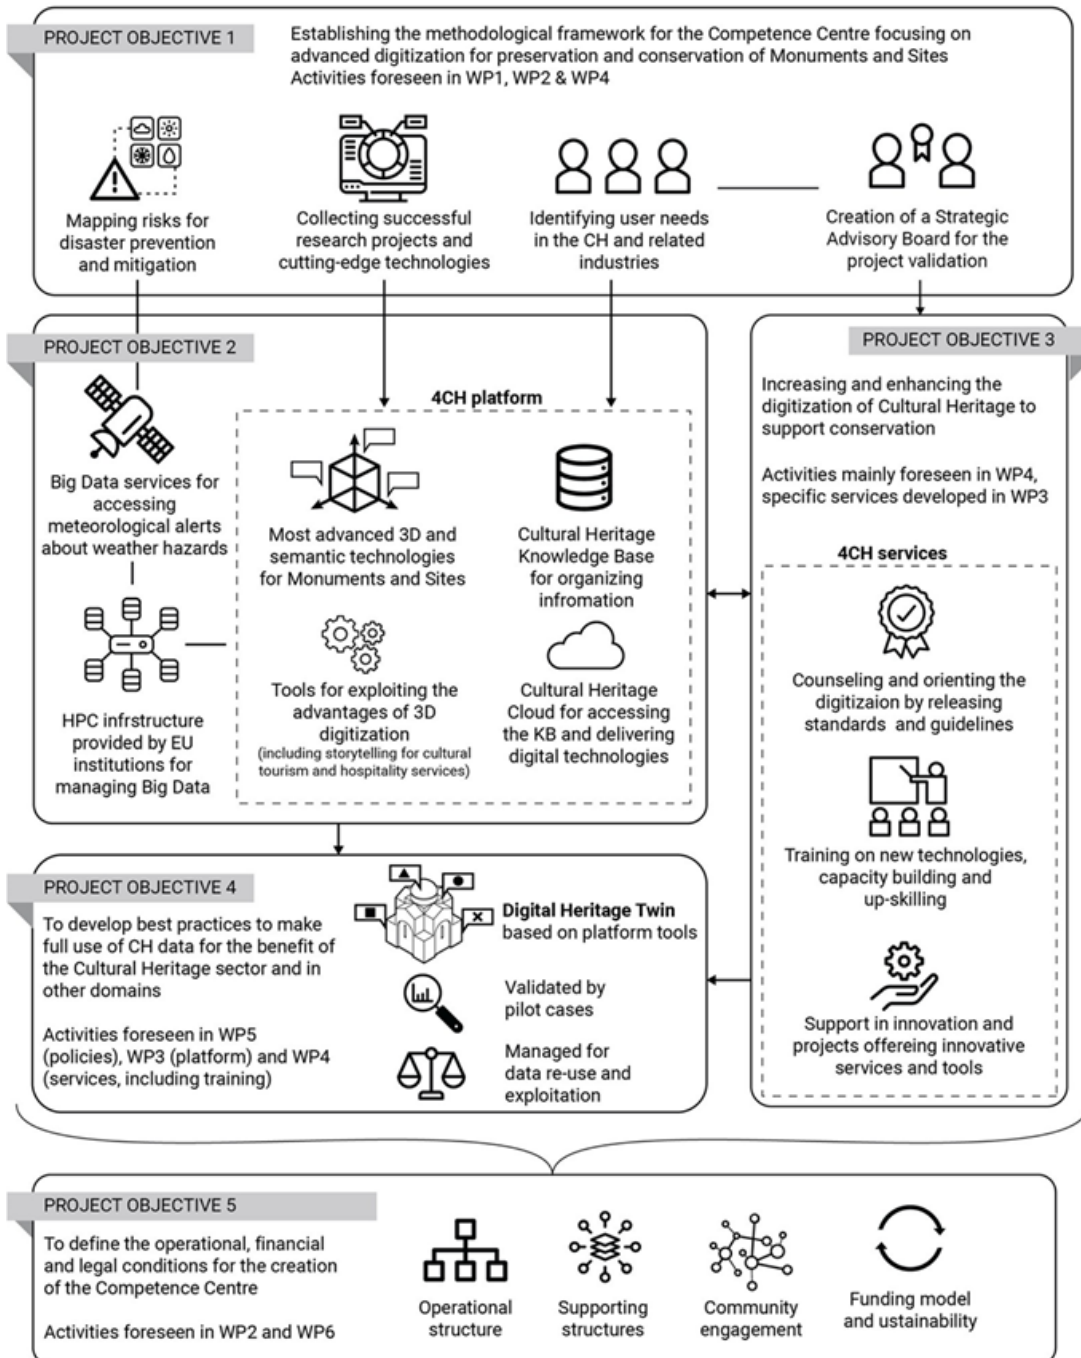 PROJECT OBJECTIVE 1
Establishing the methodological framework for the Competence Centre focusing on
advanced digitization for preservation and conservation of Monuments and Sites
Activities foreseen in WP1, WP2 & WP4
Mapping risks for
disaster prevention
and mitigation
Collecting successful
research projects and
cutting-edge technologies
Identifying user needs
in the CH and related
industries
Creation of a Strategic
Advisory Board for the
project validation
PROJECT OBJECTIVE 2
Big Data services for
accessing
meteorological alerts
about weather hazards
HPC infrstructure
provided by EU
institutions for
managing Big Data
4CH platform
Most advanced 3D and
semantic technologies
for Monuments and Sites
Cultural Heritage
Knowledge Base
for organizing
infromation
Tools for exploiting the
advantages of 3D
digitization
(including storytelling for cultural
tourism and hospitality services)
Cultural Heritage
Cloud for accessing
the KB and delivering
digital technologies
PROJECT OBJECTIVE 3
Increasing and enhancing the
digitization of Cultural Heritage to
support conservation
Activities mainly foreseen in WP4,
specific services developed in WP3
4CH services
Counseling and orienting the
digitizaion by releasing
standards and guidelines
Training on new technologies,
capacity building and
up-skilling
Support in innovation and
projects offereing innovative
services and tools
PROJECT OBJECTIVE 4
To develop best practices to make
full use of CH data for the benefit of
the Cultural Heritage sector and in
other domains
Activities foreseen in WP5
(policies), WP3 (platform) and WP4
(services, including training)
Digital Heritage Twin
based on platform tools
Validated by
pilot cases
Managed for
data re-use and
exploitation
PROJECT OBJECTIVE 5
To define the operational, financial
and legal conditions for the creation
of the Competence Centre
Activities foreseen in WP2 and WP6
Operational
structure
Supporting
structures
Community
engagement
Funding model
and ustainability